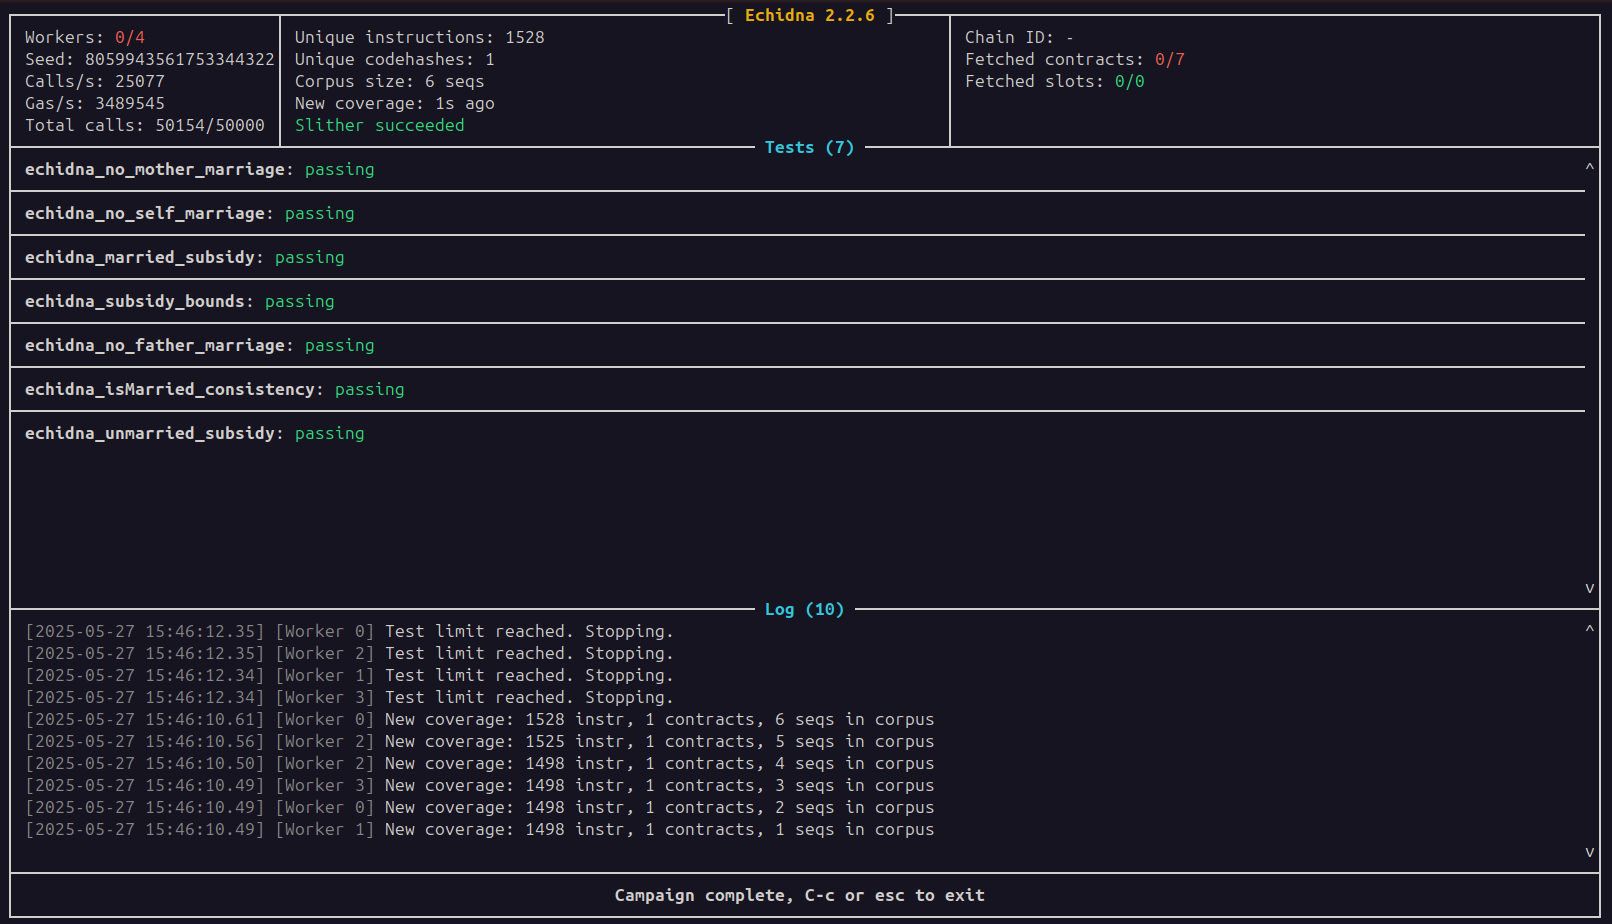 [ Echidna 2.2.6 ]
Workers: 0/4
Seed: 8059943561753344322
Calls/s: 25077
Gas/s: 3489545
Total calls: 50154/50000
Unique instructions: 1528
Unique codehashes: 1
Corpus size: 6 seqs
New coverage: 1s ago
Slither succeeded
Chain ID: -
Fetched contracts: 0/7
Fetched slots: 0/0
Tests (7)
echidna_no_mother_marriage: passing
echidna_no_self_marriage: passing
echidna_married_subsidy: passing
echidna_subsidy_bounds: passing
echidna_no_father_marriage: passing
echidna_isMarried_consistency: passing
echidna_unmarried_subsidy: passing
Log (10)
[2025-05-27 15:46:12.35] [Worker 0] Test limit reached. Stopping.
[2025-05-27 15:46:12.35] [Worker 2] Test limit reached. Stopping.
[2025-05-27 15:46:12.34] [Worker 1] Test limit reached. Stopping.
[2025-05-27 15:46:12.34] [Worker 3] Test limit reached. Stopping.
[2025-05-27 15:46:10.61] [Worker 0] New coverage: 1528 instr, 1 contracts, 6 seqs in corpus
[2025-05-27 15:46:10.56] [Worker 2] New coverage: 1525 instr, 1 contracts, 5 seqs in corpus
[2025-05-27 15:46:10.50] [Worker 2] New coverage: 1498 instr, 1 contracts, 4 seqs in corpus
[2025-05-27 15:46:10.49] [Worker 3] New coverage: 1498 instr, 1 contracts, 3 seqs in corpus
[2025-05-27 15:46:10.49] [Worker 0] New coverage: 1498 instr, 1 contracts, 2 seqs in corpus
[2025-05-27 15:46:10.49] [Worker 1] New coverage: 1498 instr, 1 contracts, 1 seqs in corpus
Campaign complete, C-c or esc to exit